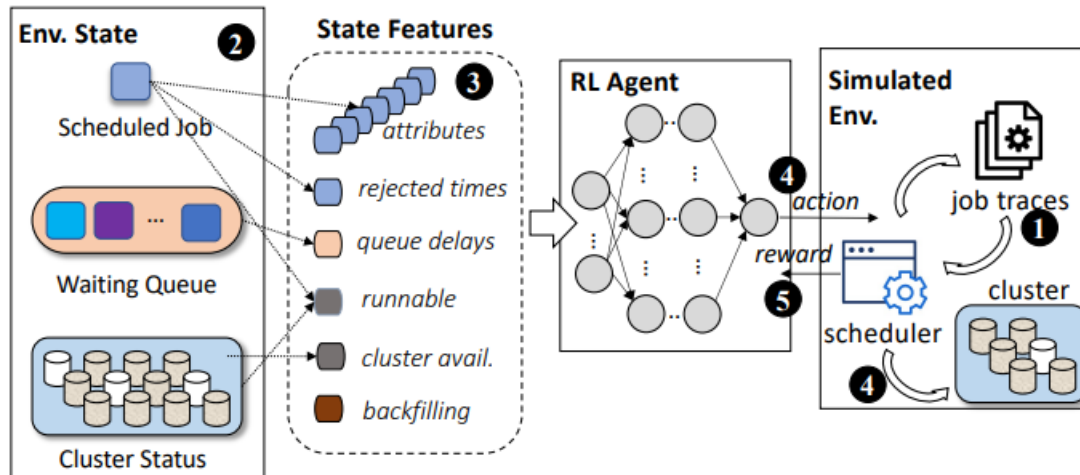 Env. State
2
Scheduled Job
...
Waiting Queue
Cluster Status
State Features
3
attributes
rejected times
queue delays
runnable
cluster avail.
backfilling
RL Agent
4
action
reward
5
Simulated
Env.
job traces
1
scheduler
cluster
4